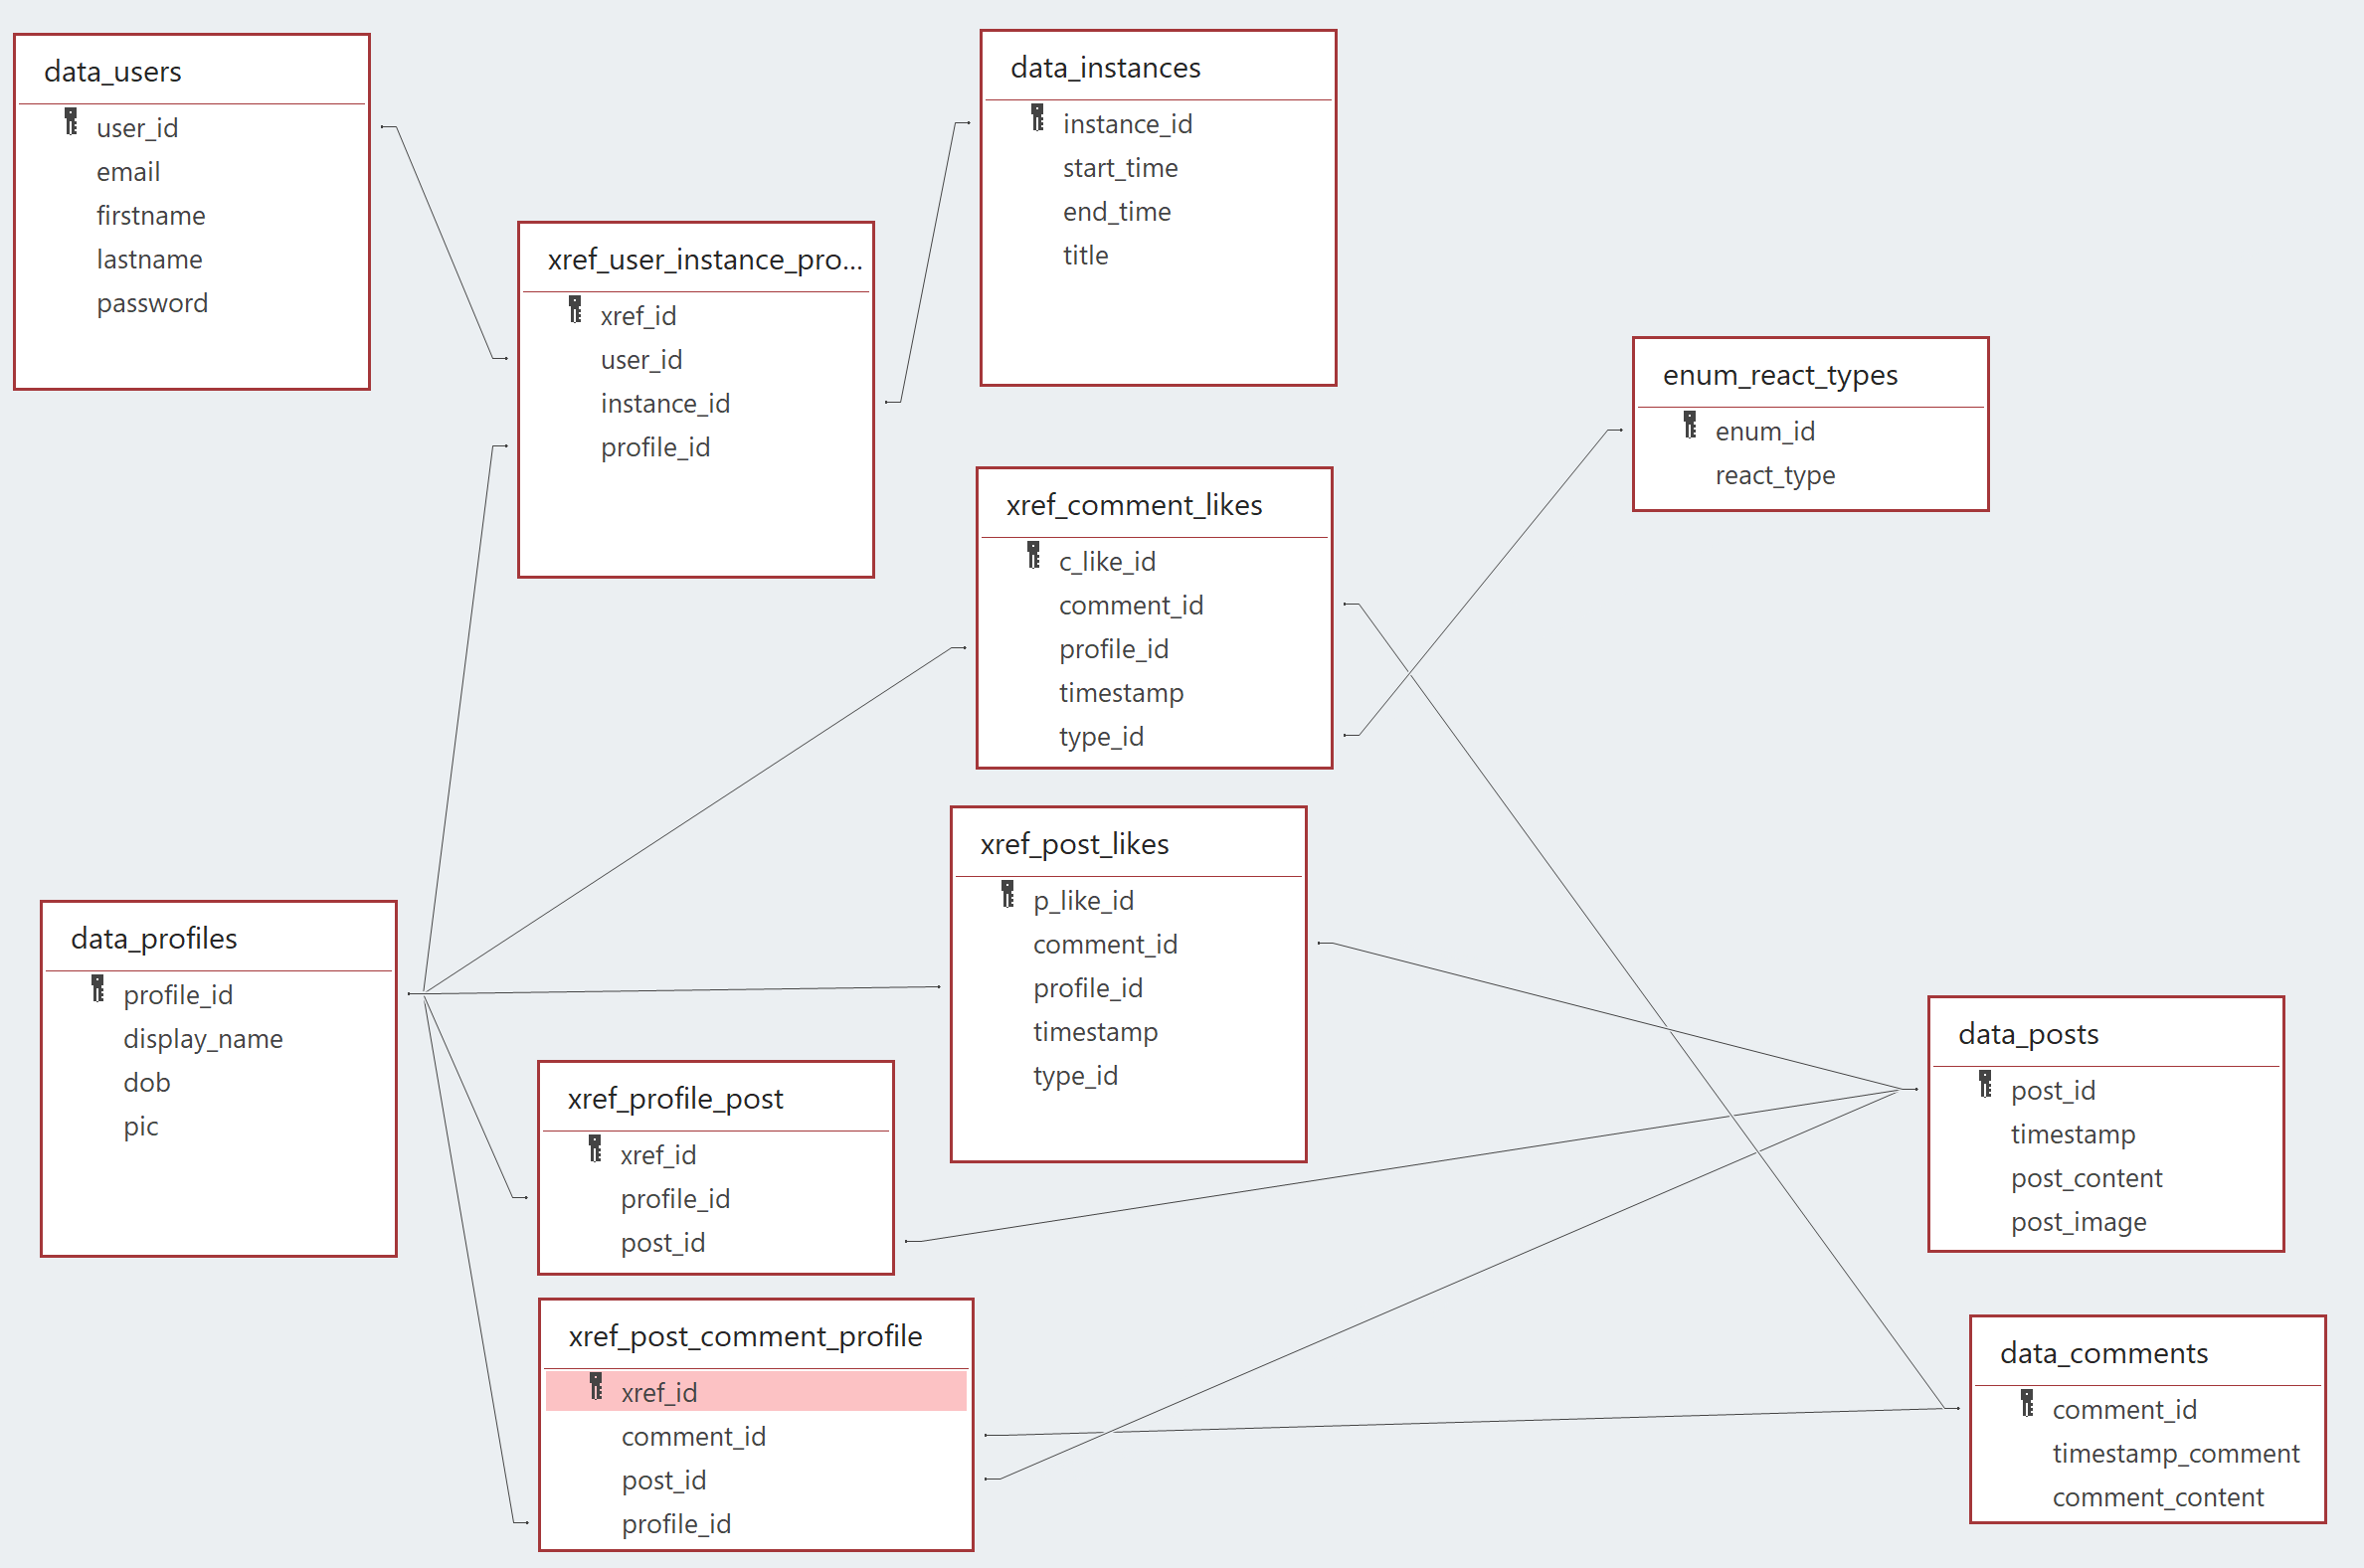 data_users
user_id
email
firstname
lastname
password
data_instances
instance_id
start_time
end_time
title
xref_user_instance_pro...
xref_id
user_id
instance_id
profile_id
enum_react_types
enum_id
react_type
xref_comment_likes
c_like_id
comment_id
profile_id
timestamp
type_id
xref_post_likes
p_like_id
comment_id
profile_id
timestamp
type_id
data_profiles
profile_id
display_name
dob
pic
xref_profile_post
xref_id
profile_id
post_id
data_posts
post_id
timestamp
post_content
post_image
xref_post_comment_profile
xref_id
comment_id
post_id
profile_id
data_comments
comment_id
timestamp_comment
comment_content